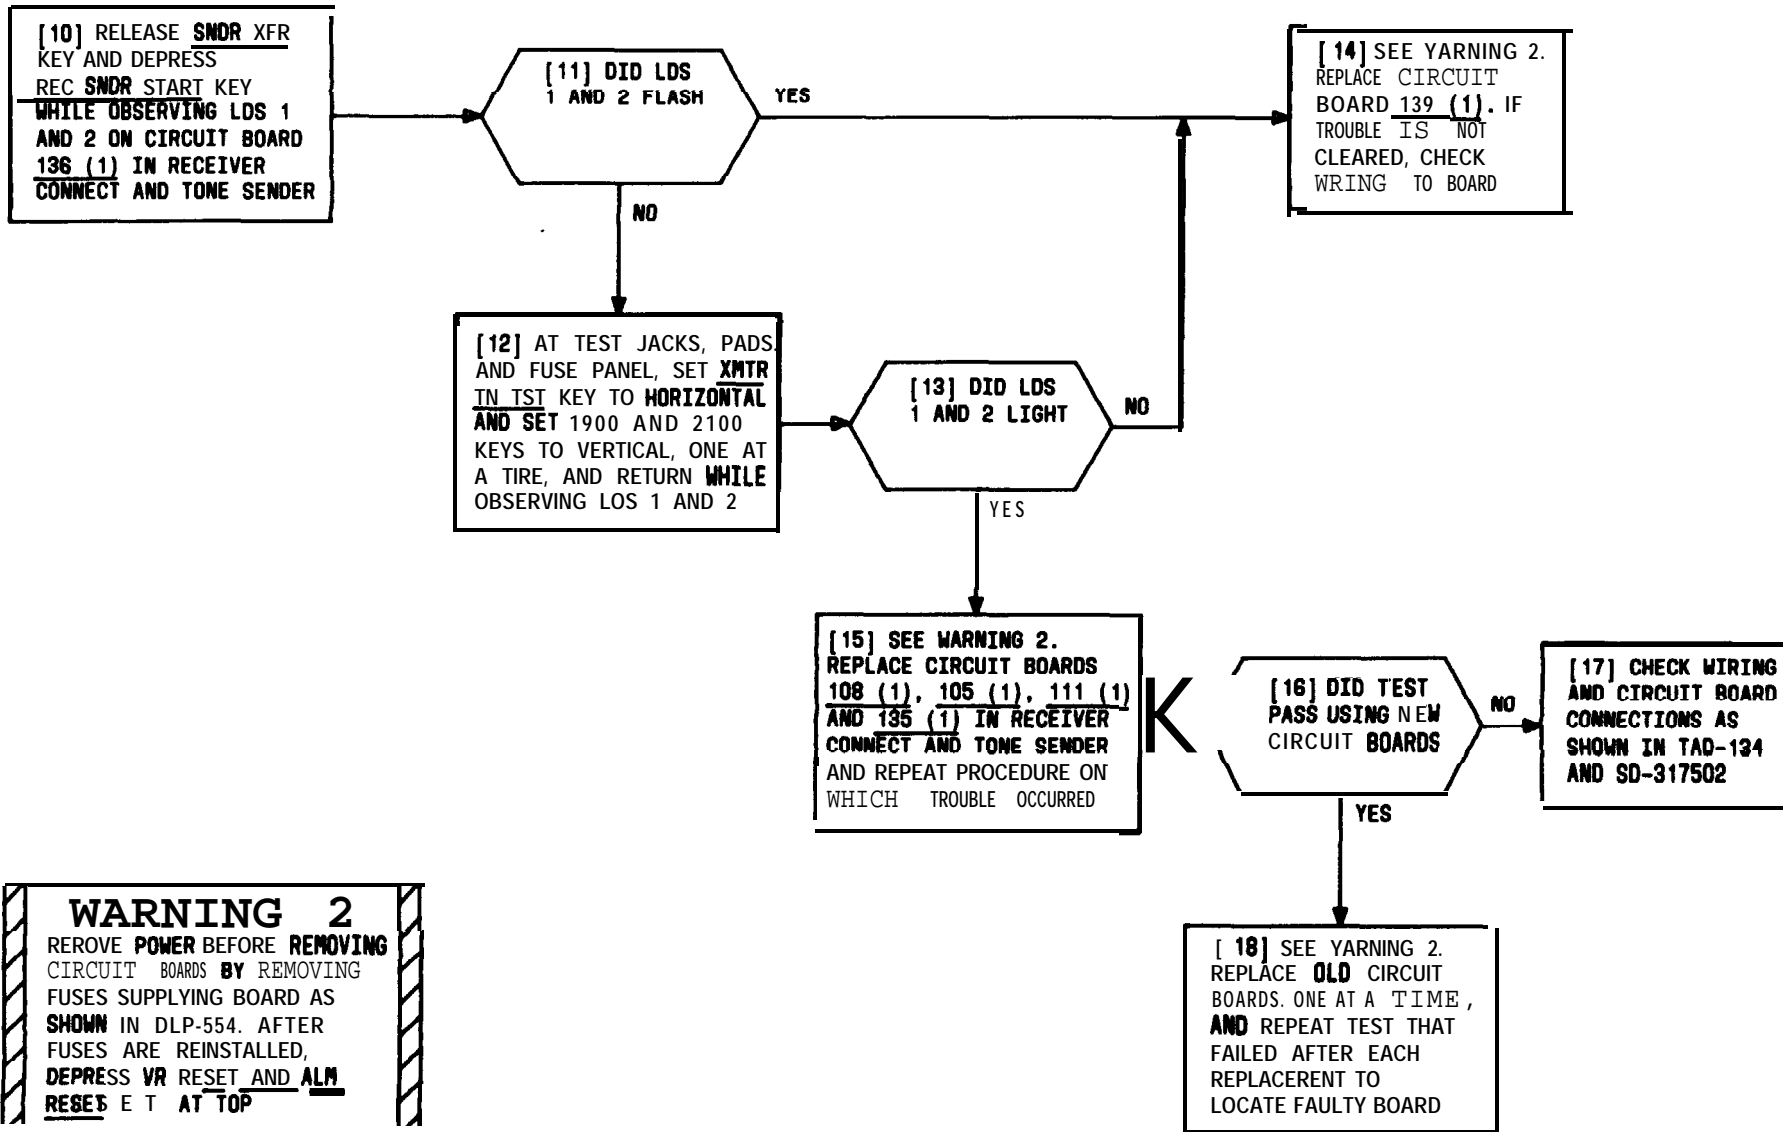 [10] RELEASE SNDR XFR
KEY AND DEPRESS
REC SNDR START KEY
WHILE OBSERVING LDS 1
AND 2 ON CIRCUIT BOARD
136 (1) IN RECEIVER
CONNECT AND TONE SENDER
[11] DID LDS
1 AND 2 FLASH
YES
NO
[14] SEE YARNING 2.
REPLACE CIRCUIT
BOARD 139 (1). IF
TROUBLE IS NOT
CLEARED, CHECK
WRING TO BOARD
[12] AT TEST JACKS, PADS.
AND FUSE PANEL, SET XMTR
TN TST KEY TO HORIZONTAL
AND SET 1900 AND 2100
KEYS TO VERTICAL, ONE AT
A TIRE, AND RETURN WHILE
OBSERVING LOS 1 AND 2
[13] DID LDS
1 AND 2 LIGHT
NO
YES
[15] SEE WARNING 2.
REPLACE CIRCUIT BOARDS
108 (1), 105 (1), 111 (1)
AND 135 (1) IN RECEIVER
CONNECT AND TONE SENDER
AND REPEAT PROCEDURE ON
WHICH TROUBLE OCCURRED
K
[16] DID TEST
PASS USING NEW
CIRCUIT BOARDS
NO
YES
[17] CHECK WIRING
AND CIRCUIT BOARD
CONNECTIONS AS
SHOWN IN TAD-134
AND SD-317502
[18] SEE YARNING 2.
REPLACE OLD CIRCUIT
BOARDS. ONE AT A TIME,
AND REPEAT TEST THAT
FAILED AFTER EACH
REPLACERENT TO
LOCATE FAULTY BOARD
WARNING 2
REROVE POWER BEFORE REMOVING
CIRCUIT BOARDS BY REMOVING
FUSES SUPPLYING BOARD AS
SHOWN IN DLP-554. AFTER
FUSES ARE REINSTALLED,
DEPRESS VR RESET AND ALM
RESET E T AT TOP